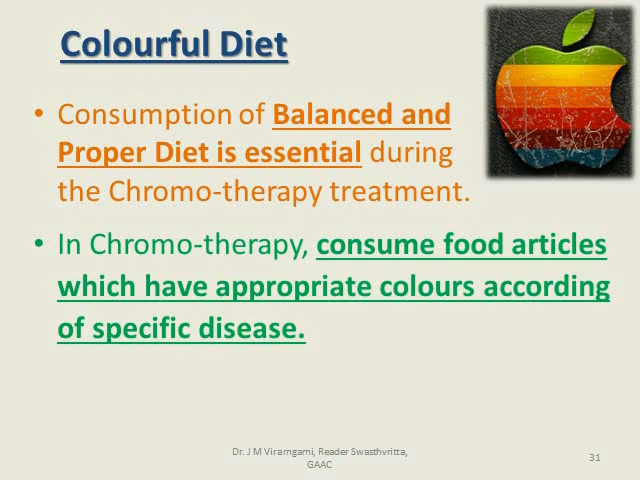 Colourful Diet
• Consumption of Balanced and
Proper Diet is essential during
the Chromo-therapy treatment.
• In Chromo-therapy, consume food articles
which have appropriate colours according
of specific disease.
Dr. J M Viramgami, Reader Swasthvritta,
GAAC
31